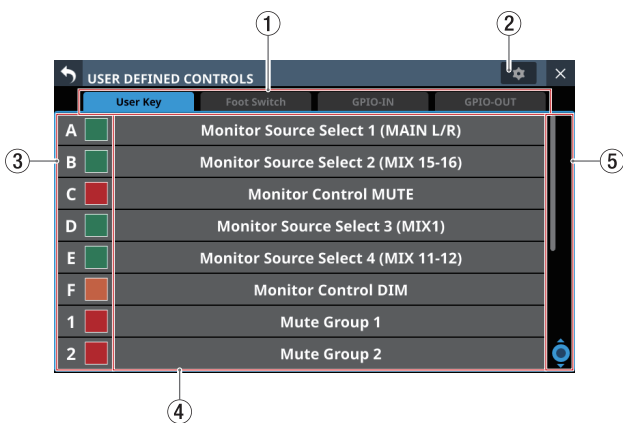 ① ②
USER DEFINED CONTROLS
User Key Foot Switch GPIO-IN GPIO-OUT
A Monitor Source Select 1 (MAIN L/R)
③ B Monitor Source Select 2 (MIX 15-16) ⑤
C Monitor Control MUTE
D Monitor Source Select 3 (MIX1)
E Monitor Source Select 4 (MIX 11-12)
F Monitor Control DIM
1 Mute Group 1
2 Mute Group 2
④